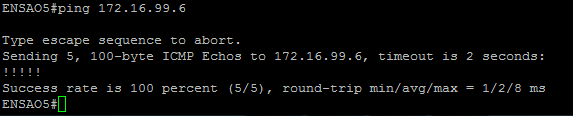 ENSAO5#ping 172.16.99.6
Type escape sequence to abort.
Sending 5, 100-byte ICMP Echos to 172.16.99.6, timeout is 2 seconds:
!!!!!
Success rate is 100 percent (5/5), round-trip min/avg/max = 1/2/8 ms
ENSAO5#